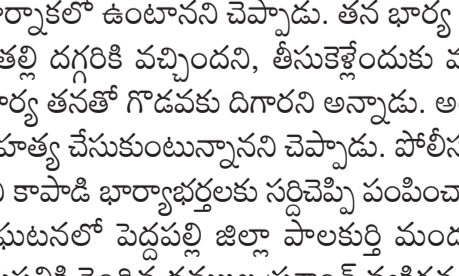 ర్నాకలో ఉంటానని చెప్పాడు. తన భార్య
తల్లి దగ్గరికి వచ్చిందని, తీసుకెళ్లేందుకు
ర్య తనతో గొడవకు దిగారని అన్నాడు.
హత్య చేసుకుంటున్నానని చెప్పాడు. పోలీస
కాపాడి భార్యాభర్తలకు సర్దిచెప్పి పంపించా
ఘటనలో పెద్దపల్లి జిల్లా పాలకుర్తి మండ